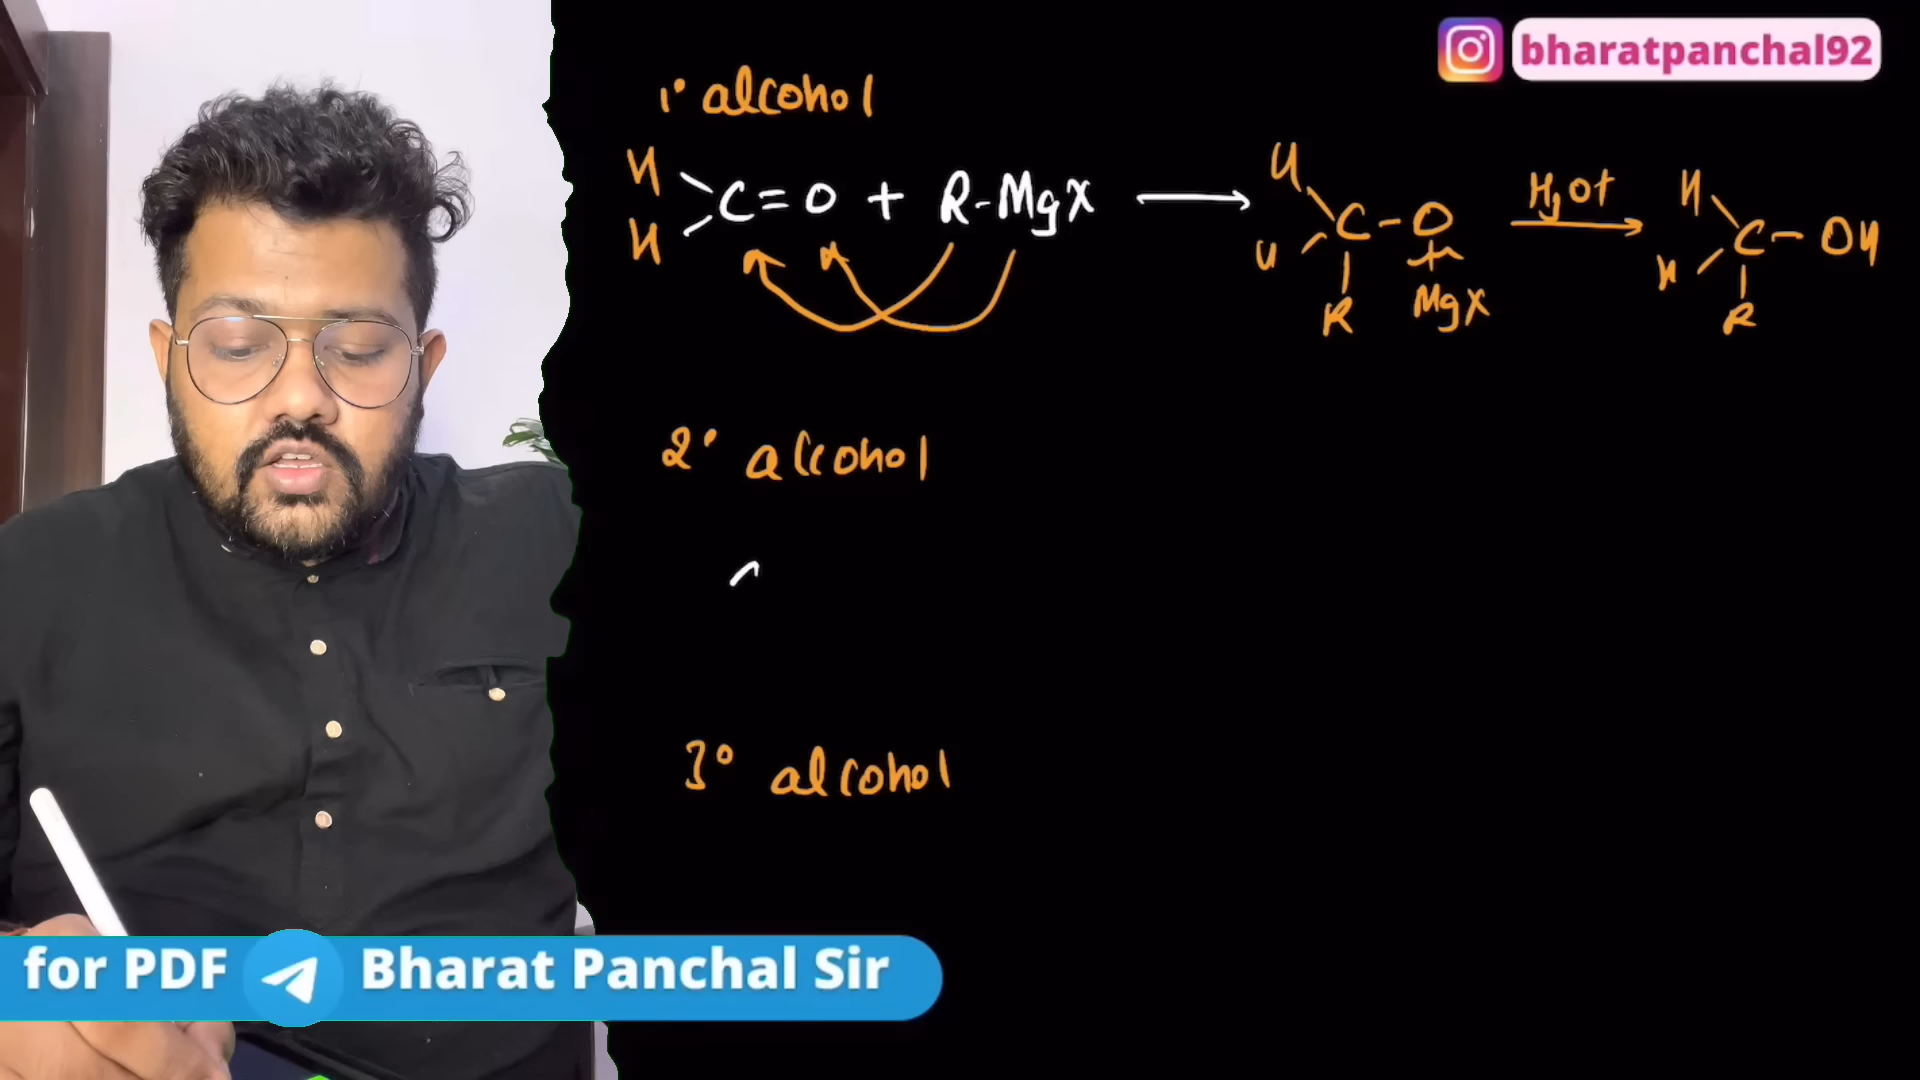 bharatpanchal92
1° alcohol
H
H
C=O + R-MgX
H
H
C-O
R
MgX
H3O+
H
H
C-OH
R
2° alcohol
3° alcohol
for PDF Bharat Panchal Sir